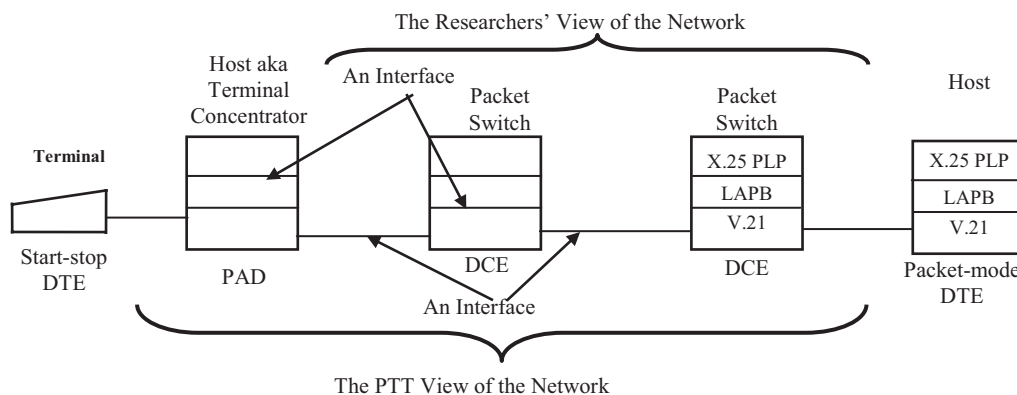 The Researchers’ View of the Network
Host aka
Terminal
Concentrator
An Interface
Packet
Switch
Packet
Switch
Host
Terminal
X.25 PLP
LAPB
V.21
X.25 PLP
LAPB
V.21
Start-stop
DTE
PAD
DCE
DCE
Packet-mode
DTE
An Interface
The PTT View of the Network